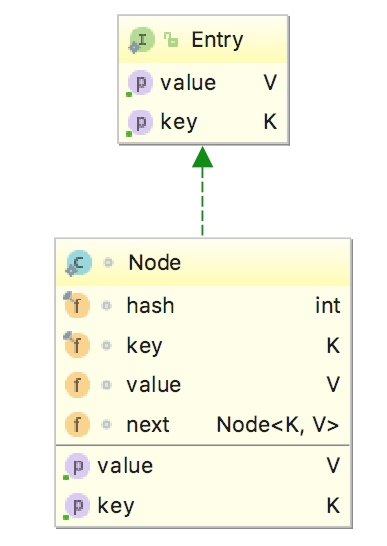 I Entry
p value V
p key K
C Node
f hash int
f key K
f value V
f next Node<K, V>
p value V
p key K